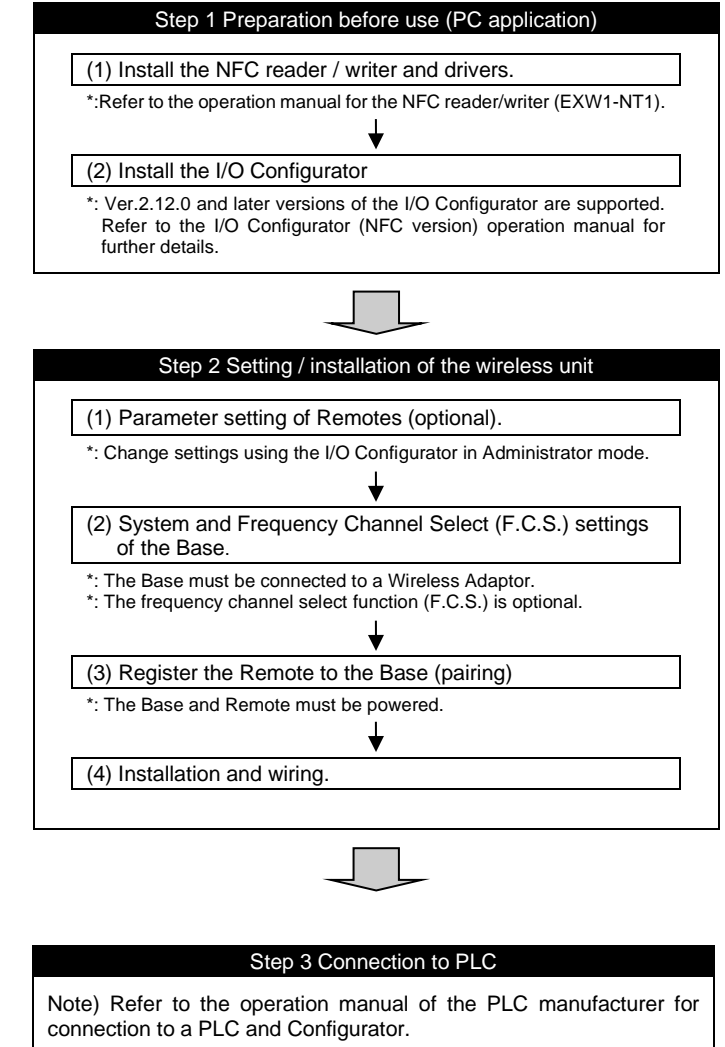 Step 1 Preparation before use (PC application)
(1) Install the NFC reader / writer and drivers.
*:Refer to the operation manual for the NFC reader/writer (EXW1-NT1).
(2) Install the I/O Configurator
*: Ver.2.12.0 and later versions of the I/O Configurator are supported.
Refer to the I/O Configurator (NFC version) operation manual for
further details.
Step 2 Setting / installation of the wireless unit
(1) Parameter setting of Remotes (optional).
*: Change settings using the I/O Configurator in Administrator mode.
(2) System and Frequency Channel Select (F.C.S.) settings
of the Base.
*: The Base must be connected to a Wireless Adaptor.
*: The frequency channel select function (F.C.S.) is optional.
(3) Register the Remote to the Base (pairing)
*: The Base and Remote must be powered.
(4) Installation and wiring.
Step 3 Connection to PLC
Note) Refer to the operation manual of the PLC manufacturer for
connection to a PLC and Configurator.